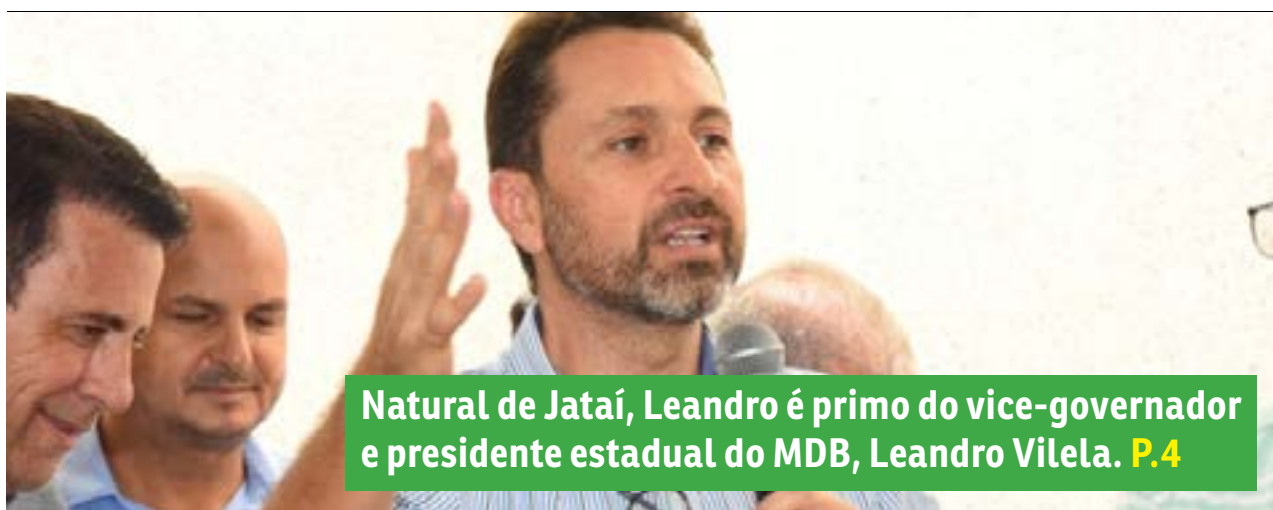 Natural de Jataí, Leandro é primo do vice-governador
e presidente estadual do MDB, Leandro Vilela. P.4